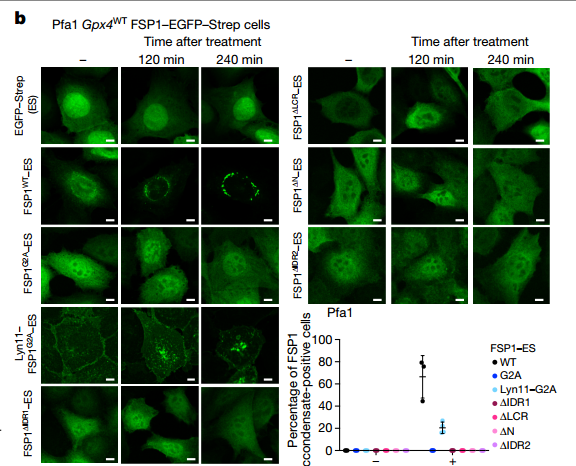 b
Pfa1 Gpx4WT FSP1–EGFP–Strep cells
Time after treatment
– 120 min 240 min
EGFP–Strep
(ES)
FSP1WT–ES
FSP1G2A–ES
Lyn11–
FSP1G2A–ES
FSP1ΔIDR1–ES
Time after treatment
– 120 min 240 min
FSP1ΔLCR–ES
FSP1ΔN–ES
FSP1ΔIDR2–ES
Pfa1
Percentage of FSP1
condensate-positive cells
100
80
60
40
20
0
– +
FSP1–ES
WT
G2A
Lyn11–G2A
ΔIDR1
ΔLCR
ΔN
ΔIDR2